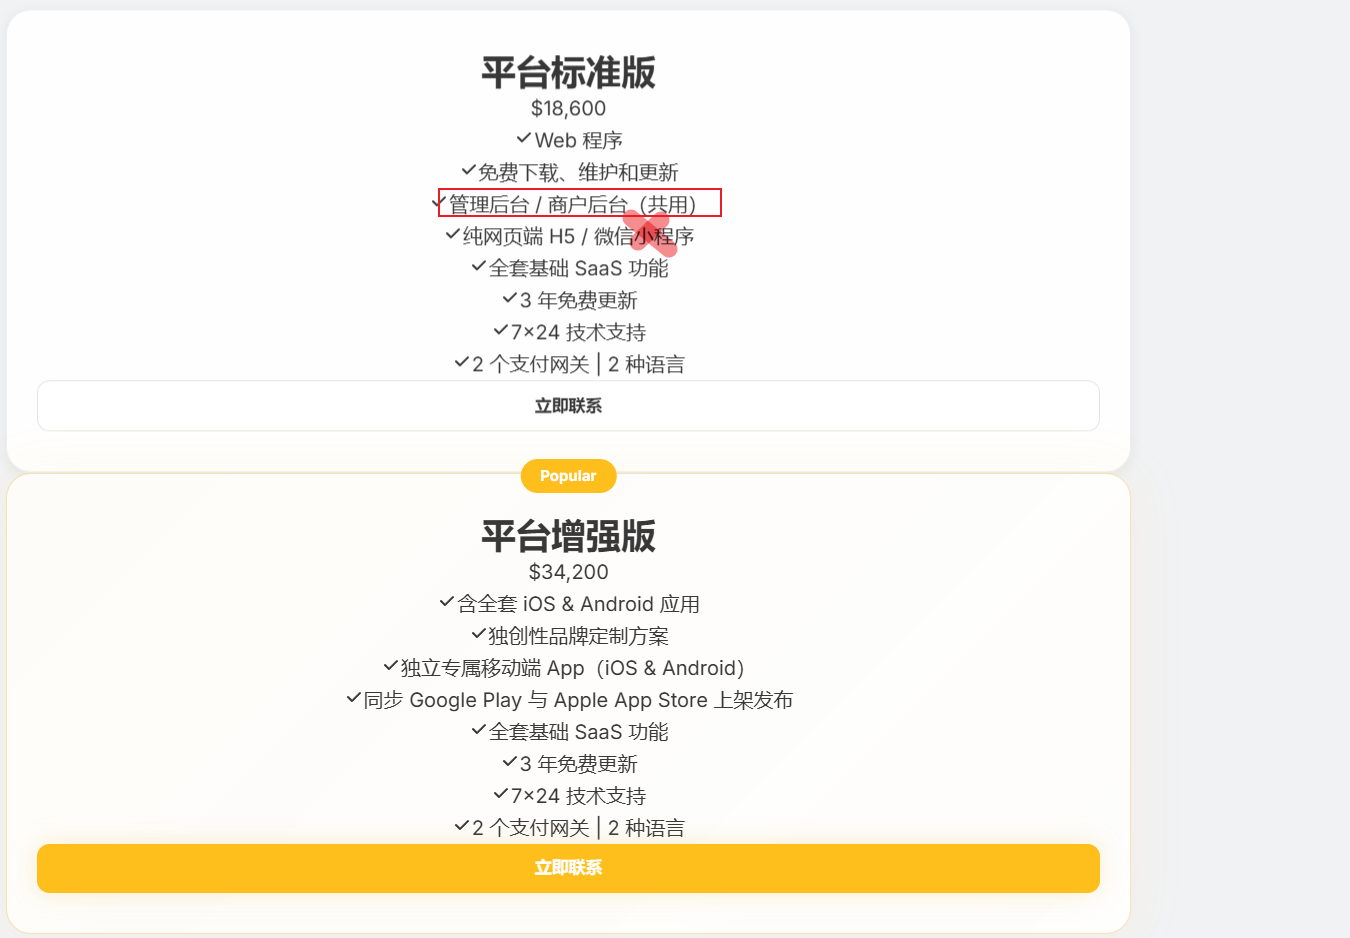 平台标准版
$18,600
Web 程序
免费下载、维护和更新
管理后台 / 商户后台（共用）
纯网页端 H5 / 微信小程序
全套基础 SaaS 功能
3 年免费更新
7×24 技术支持
2 个支付网关 | 2 种语言
立即联系
Popular
平台增强版
$34,200
含全套 iOS & Android 应用
独创性品牌定制方案
独立专属移动端 App（iOS & Android）
同步 Google Play 与 Apple App Store 上架发布
全套基础 SaaS 功能
3 年免费更新
7×24 技术支持
2 个支付网关 | 2 种语言
立即联系